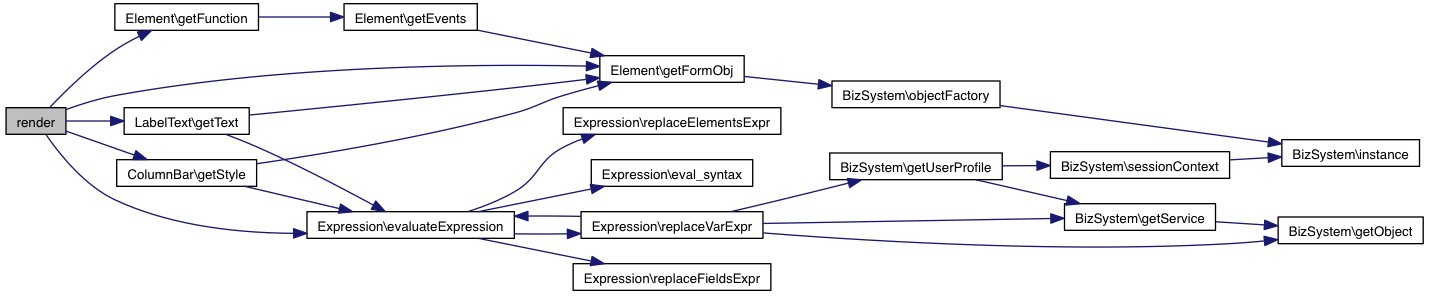 render
Element\getFunction
Element\getEvents
LabelText\getText
ColumnBar\getStyle
Expression\evaluateExpression
Element\getFormObj
Expression\replaceElementsExpr
Expression\eval_syntax
Expression\replaceVarExpr
Expression\replaceFieldsExpr
BizSystem\objectFactory
BizSystem\getUserProfile
BizSystem\sessionContext
BizSystem\getService
BizSystem\instance
BizSystem\getObject